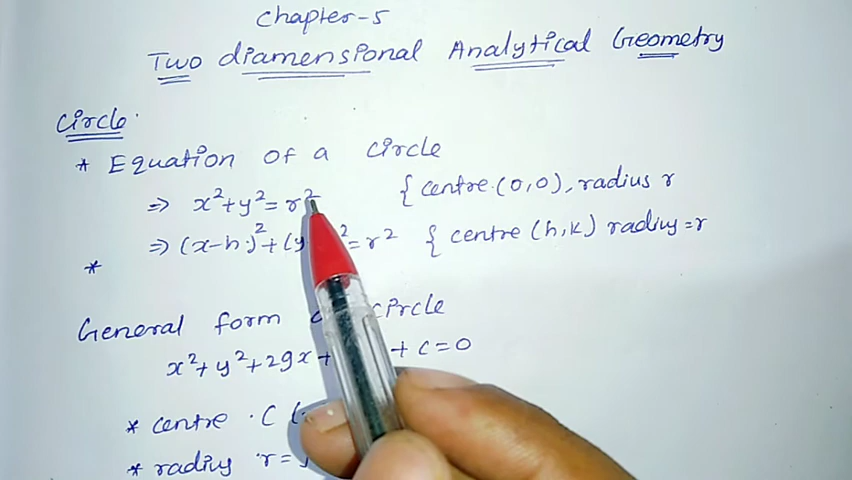 Chapter-5
Two diamensional Analytical Geometry
Circle.
* Equation of a circle
⇒ x²+y²=r² { centre.(0,0), radius r
⇒ (x-h.)²+(y ²=r² { centre (h,k) radius=r
*
General form circle
x²+y²+2gx+ +c=0
* centre .C (
* radius r=